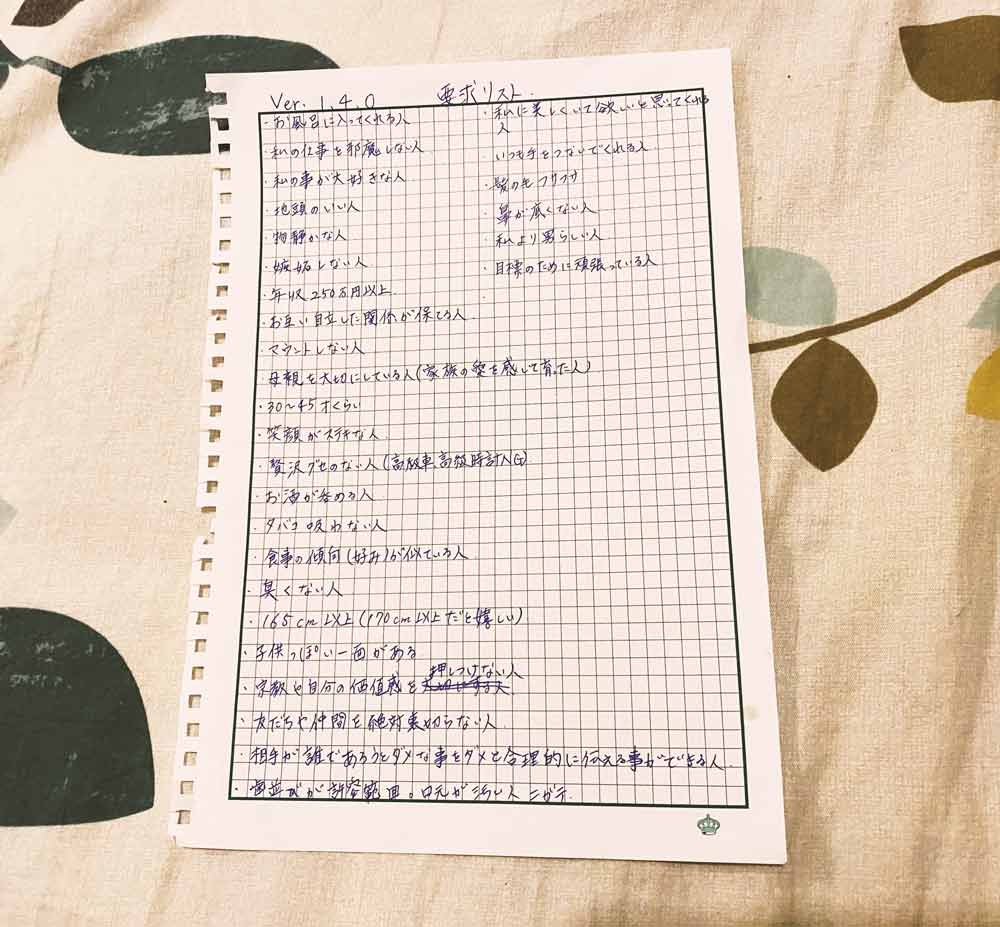 Ver. 1.4.0
要求リスト.
・お風呂に入ってくれる人
・私の仕事を邪魔しない人
・私の事が大好きな人
・地頭のいい人
・物静かな人
・嫉妬しない人
・年収250万円以上
・お互い自立した関係が保てる人
・マウントしない人
・母親を大切にしている人(家族の愛を感じて育った人)
・30〜45才くらい
・笑顔がステキな人
・贅沢グセのない人(高級車高級時計NG)
・お酒が呑める人
・タバコ吸わない人
・食事の傾向(好み)が似ている人
・臭くない人
・165cm以上(170cm以上だと嬉しい)
・子供っぽい一面がある
・宗教や自分の価値感を押しつけない人
・友だちや仲間を絶対裏切らない人
・相手が誰であろうとダメな事をダメと合理的に伝える事ができる人
・歯並びが許容範囲。口元が汚い人ニガテ
・私に美しくいて欲しいと思ってくれる
人
・いつも手をつないでくれる人
・髪の毛フサフサ
・鼻が底くない人
・私より男らしい人
・目標のために頑張っている人